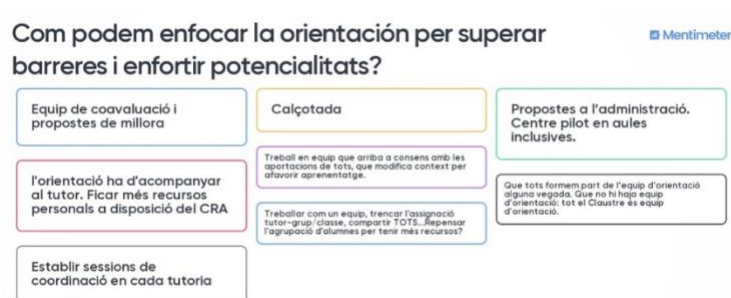 Com podem enfocar la orientación per superar
barreres i enfortir potencialitats?
Mentimeter
Equip de coavaluació i
propostes de millora
l'orientació ha d'acompanyar
al tutor. Ficar més recursos
personals a disposició del CRA
Establir sessions de
coordinación en cada tutoria
Calçotada
Treball en equip que arriba a consens amb les
aportacions de tots, que modifica context per
afavorir aprenentatge.
Treballar com un equip, trencar l'assignació
tutor-grup/classe, compartir TOTS...Repensar
l'agrupació d'alumnes per tenir més recursos?
Propostes a l'administració.
Centre pilot en aules
inclusives.
Que tots formem part de l'equip d'orientació
alguna vegada. Que no hi haja equip
d'orientació: tot el Claustre és equip
d'orientació.